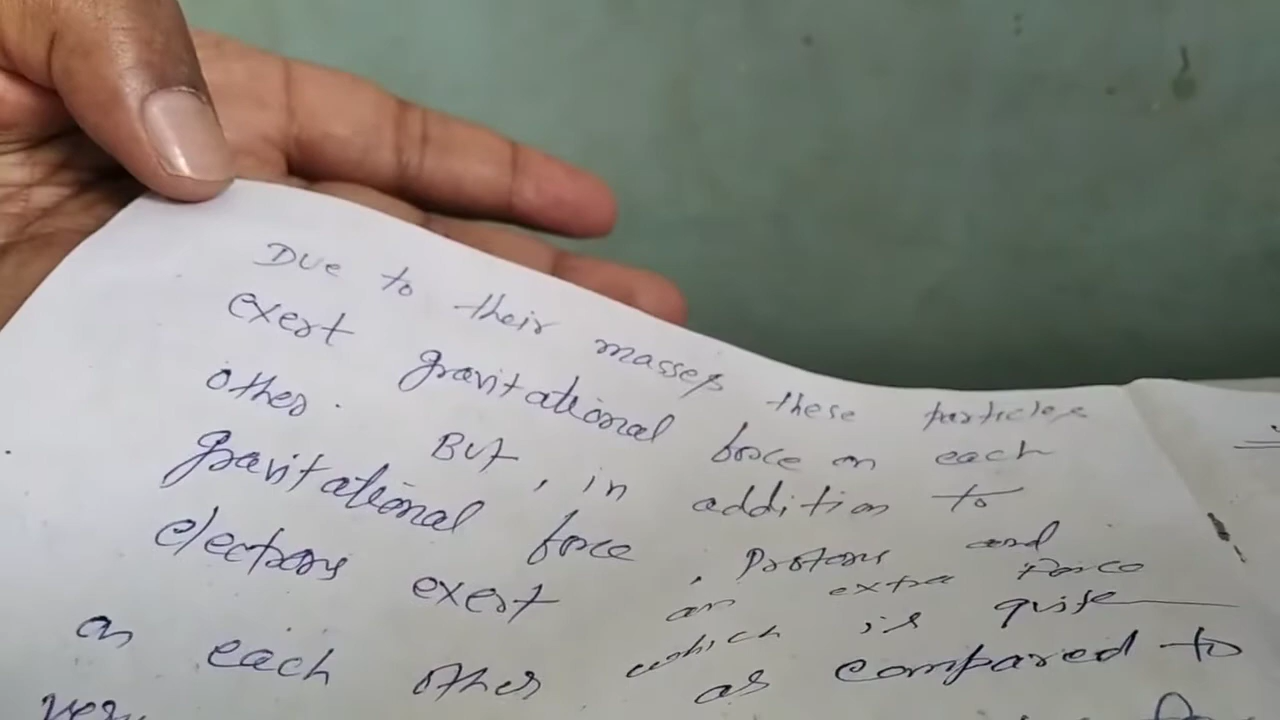 Due to their masses these particles
exert gravitational force on each
other. But, in addition to
gravitational force, Protons and
electrons exert an extra Force
on each other which is quite
very as compared to